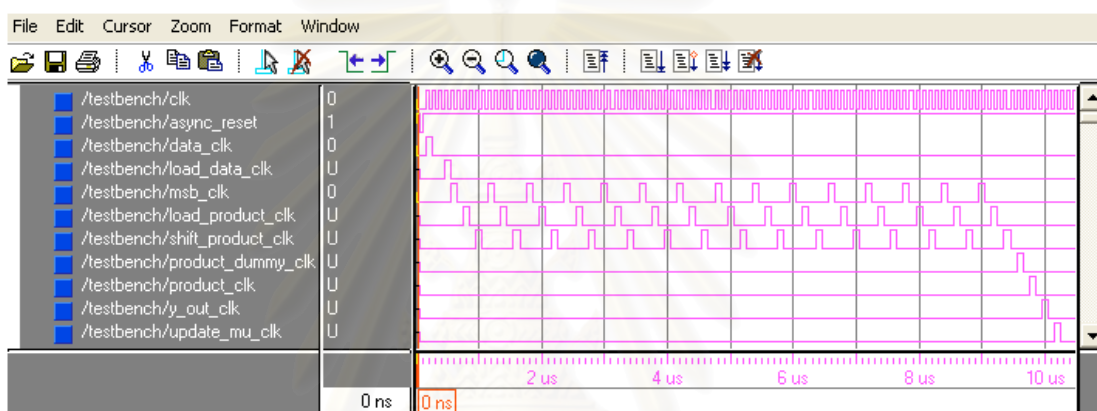 File Edit Cursor Zoom Format Window
/testbench/clk 0
/testbench/async_reset 1
/testbench/data_clk 0
/testbench/load_data_clk U
/testbench/msb_clk 0
/testbench/load_product_clk U
/testbench/shift_product_clk U
/testbench/product_dummy_clk U
/testbench/product_clk U
/testbench/y_out_clk U
/testbench/update_mu_clk U
2 us 4 us 6 us 8 us 10 us
0 ns 0 ns